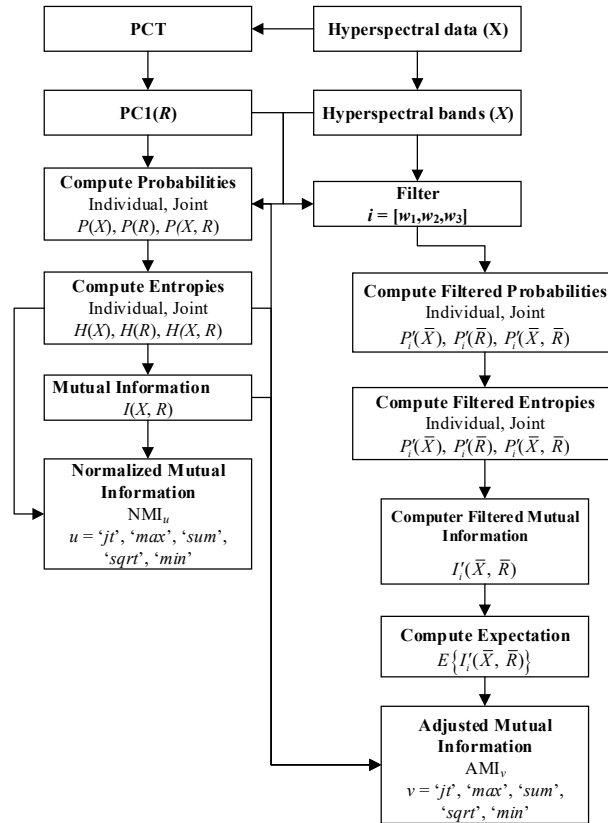 PCT
Hyperspectral data (X)
PC1(R)
Hyperspectral bands (X)
Compute Probabilities
Individual, Joint
P(X), P(R), P(X, R)
Filter
i = [w₁,w₂,w₃]
Compute Entropies
Individual, Joint
H(X), H(R), H(X, R)
Mutual Information
I(X, R)
Normalized Mutual
Information
NMIᵤ
u = ‘jt’, ‘max’, ‘sum’,
‘sqrt’, ‘min’
Compute Filtered Probabilities
Individual, Joint
P′ᵢ(X̅), P′ᵢ(R̅), P′ᵢ(X̅, R̅)
Compute Filtered Entropies
Individual, Joint
P′ᵢ(X̅), P′ᵢ(R̅), P′ᵢ(X̅, R̅)
Computer Filtered Mutual
Information
I′ᵢ(X̅, R̅)
Compute Expectation
E{I′ᵢ(X̅, R̅)}
Adjusted Mutual
Information
AMIᵥ
v = ‘jt’, ‘max’, ‘sum’,
‘sqrt’, ‘min’